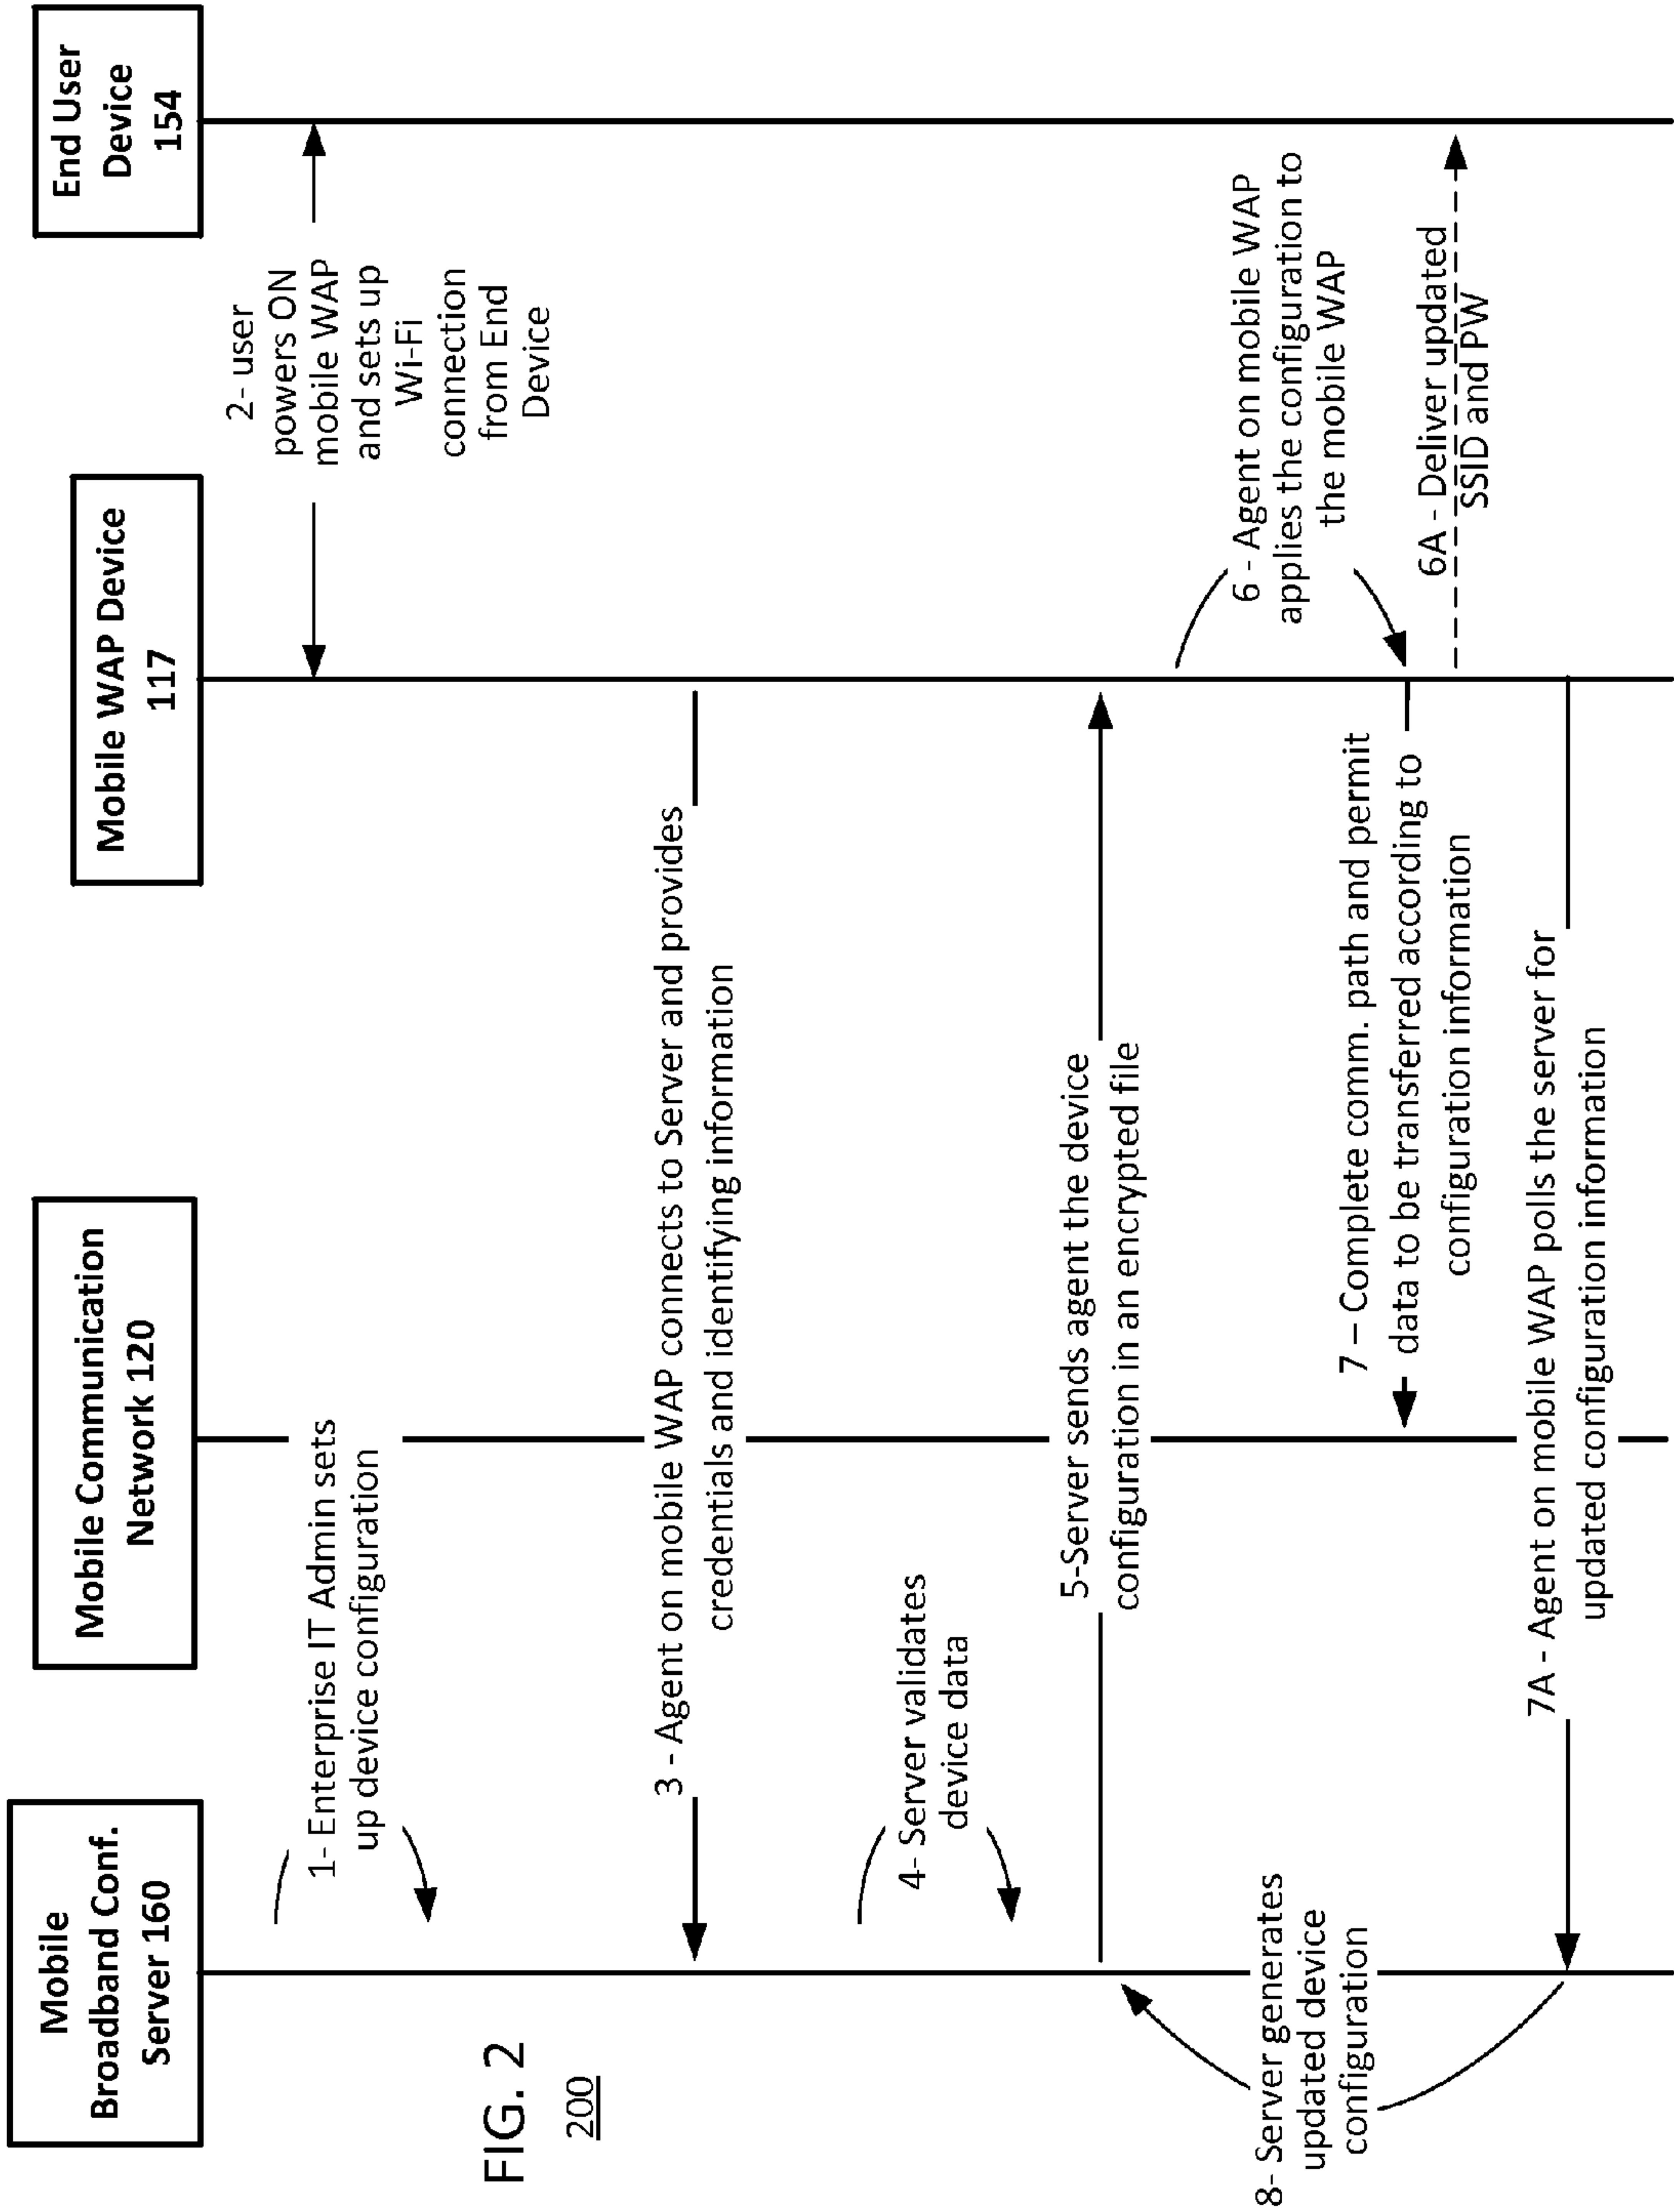 Mobile
Broadband Conf.
Server 160
Mobile Communication
Network 120
Mobile WAP Device
117
End User
Device
154
1- Enterprise IT Admin sets
up device configuration
2- user
powers ON
mobile WAP
and sets up
Wi-Fi
connection
from End
Device
3 - Agent on mobile WAP connects to Server and provides
credentials and identifying information
4- Server validates
device data
5-Server sends agent the device
configuration in an encrypted file
6 - Agent on mobile WAP
applies the configuration to
the mobile WAP
6A - Deliver updated
SSID and PW
7 – Complete comm. path and permit
data to be transferred according to
configuration information
7A - Agent on mobile WAP polls the server for
updated configuration information
8- Server generates
updated device
configuration
FIG. 2
200